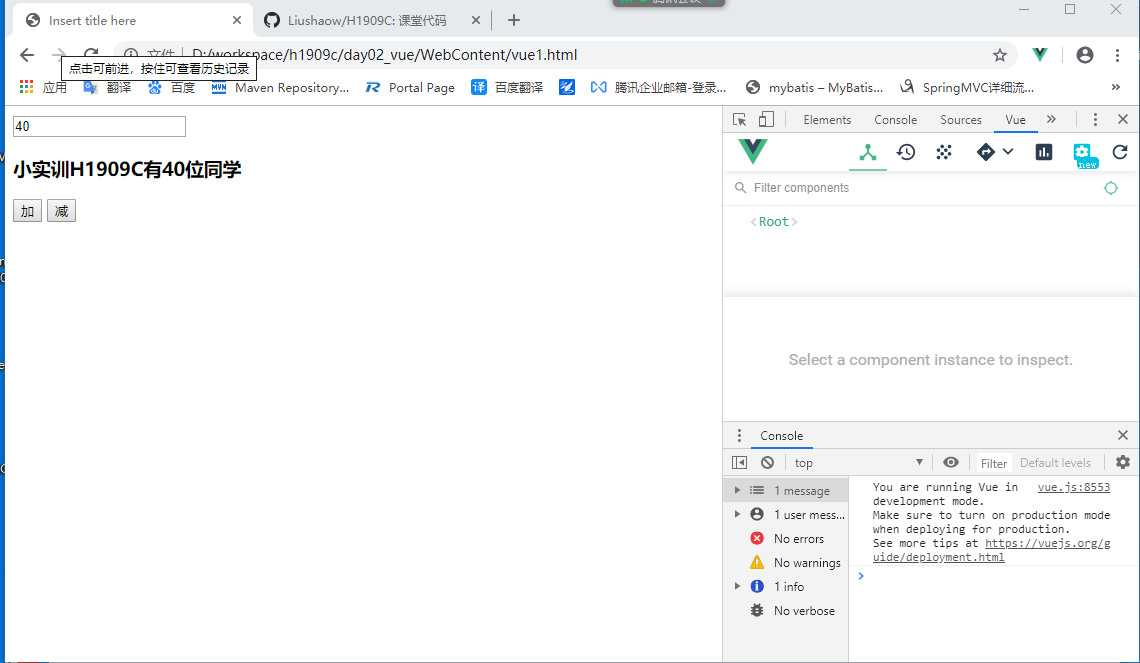 腾讯会议
Insert title here
Liushaow/H1909C: 课堂代码
文件 D:/workspace/h1909c/day02_vue/WebContent/vue1.html
点击可前进，按住可查看历史记录
应用 翻译 百度 Maven Repository... Portal Page 百度翻译 腾讯企业邮箱-登录... mybatis – MyBatis... SpringMVC详细流... »
40
小实训H1909C有40位同学
加 减
Elements Console Sources Vue »
new
Filter components
<Root>
Select a component instance to inspect.
Console
top Filter Default levels
1 message
1 user mess...
No errors
No warnings
1 info
No verbose
You are running Vue in vue.js:8553
development mode.
Make sure to turn on production mode
when deploying for production.
See more tips at https://vuejs.org/g
uide/deployment.html